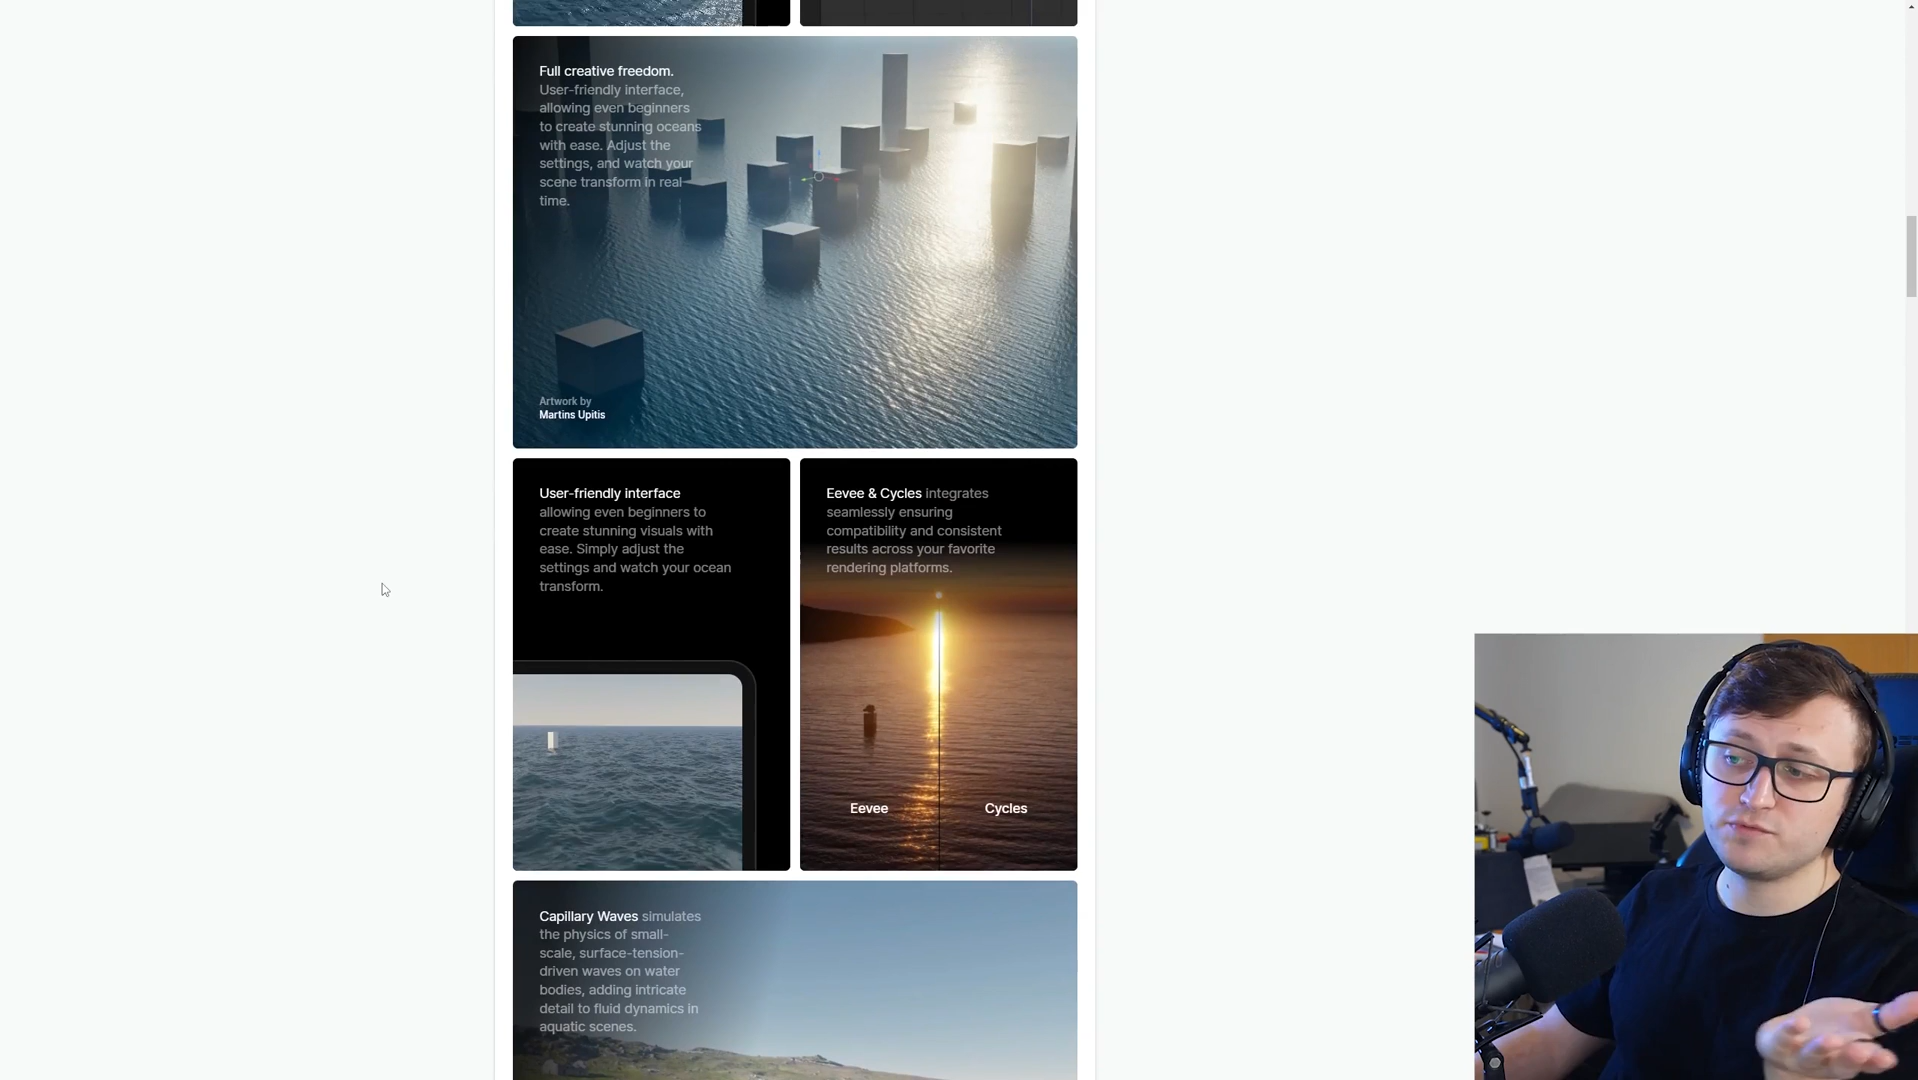 Full creative freedom.
User-friendly interface,
allowing even beginners
to create stunning oceans
with ease. Adjust the
settings, and watch your
scene transform in real
time.
Artwork by
Martins Upitis
User-friendly interface
allowing even beginners to
create stunning visuals with
ease. Simply adjust the
settings and watch your ocean
transform.
Eevee & Cycles integrates
seamlessly ensuring
compatibility and consistent
results across your favorite
rendering platforms.
Eevee
Cycles
Capillary Waves simulates
the physics of small-
scale, surface-tension-
driven waves on water
bodies, adding intricate
detail to fluid dynamics in
aquatic scenes.